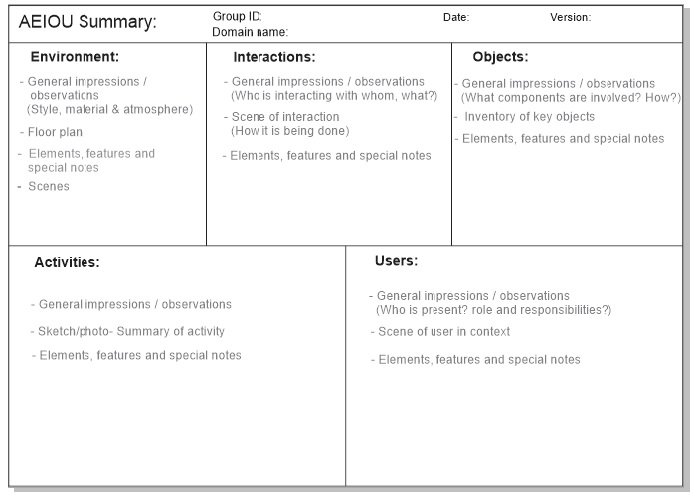 AEIOU Summary:
Group ID:
Domain name:
Date:
Version:
Environment:
- General impressions /
observations
(Style, material & atmosphere)
- Floor plan
- Elements, features and
special notes
- Scenes
Interactions:
- General impressions / observations
(Who is interacting with whom, what?)
- Scene of interaction
(How it is being done)
- Elements, features and special notes
Objects:
- General impressions / observations
(What components are involved? How?)
- Inventory of key objects
- Elements, features and special notes
Activities:
- General impressions / observations
- Sketch/photo- Summary of activity
- Elements, features and special notes
Users:
- General impressions / observations
(Who is present? role and responsibilities?)
- Scene of user in context
- Elements, features and special notes